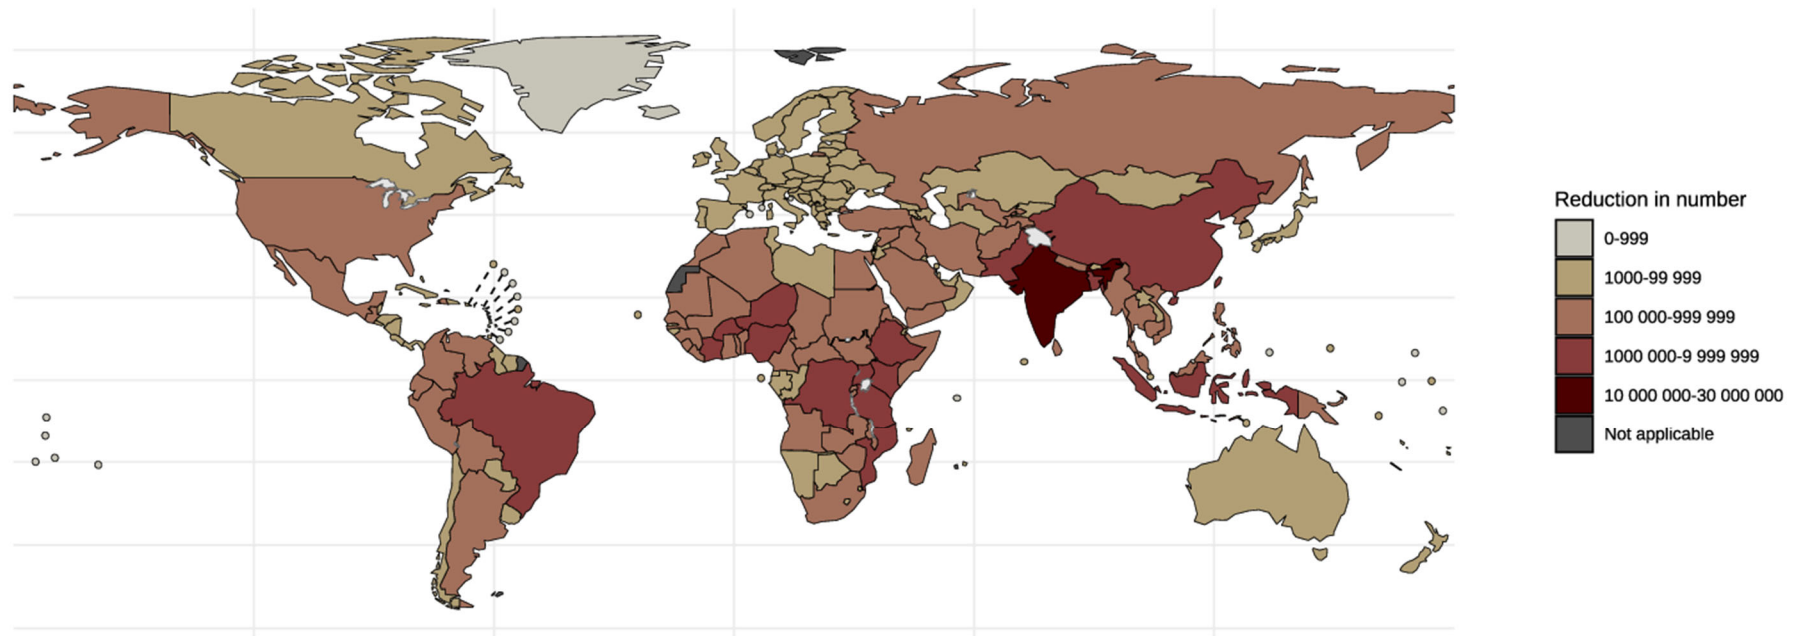 Reduction in number
0-999
1000-99 999
100 000-999 999
1000 000-9 999 999
10 000 000-30 000 000
Not applicable